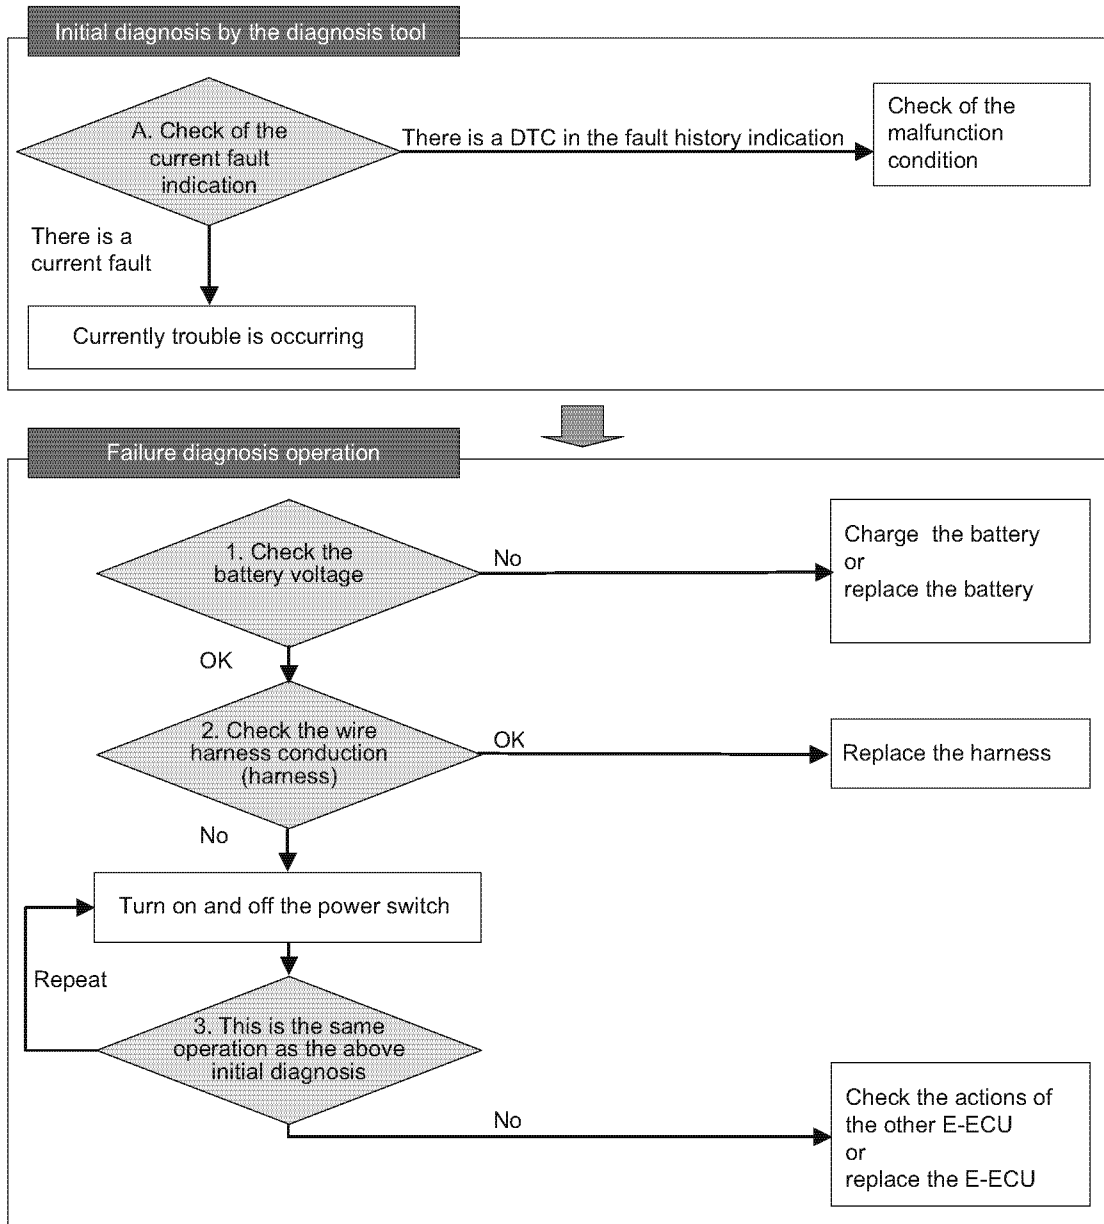 Initial diagnosis by the diagnosis tool
A. Check of the
current fault
indication
There is a DTC in the fault history indication
Check of the
malfunction
condition
There is a
current fault
Currently trouble is occurring
Failure diagnosis operation
1. Check the
battery voltage
No
Charge the battery
or
replace the battery
OK
2. Check the wire
harness conduction
(harness)
OK
Replace the harness
No
Turn on and off the power switch
Repeat
3. This is the same
operation as the above
initial diagnosis
No
Check the actions of
the other E-ECU
or
replace the E-ECU